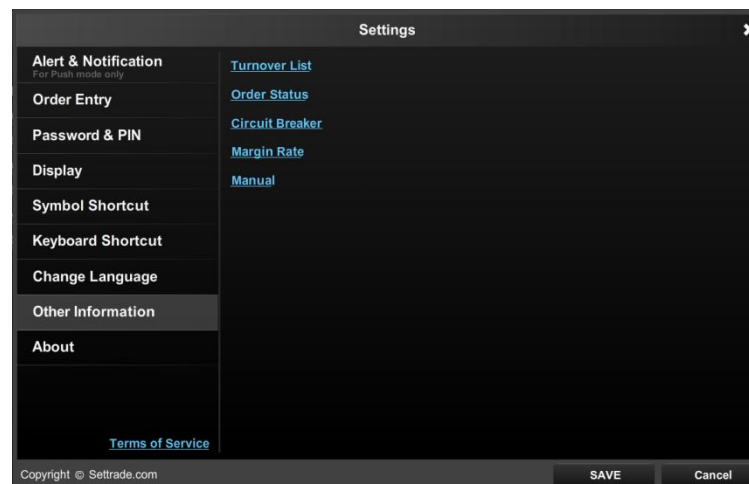 Settings
Alert & Notification
For Push mode only
Order Entry
Password & PIN
Display
Symbol Shortcut
Keyboard Shortcut
Change Language
Other Information
About
Terms of Service
Turnover List
Order Status
Circuit Breaker
Margin Rate
Manual
Copyright © Settrade.com
SAVE
Cancel